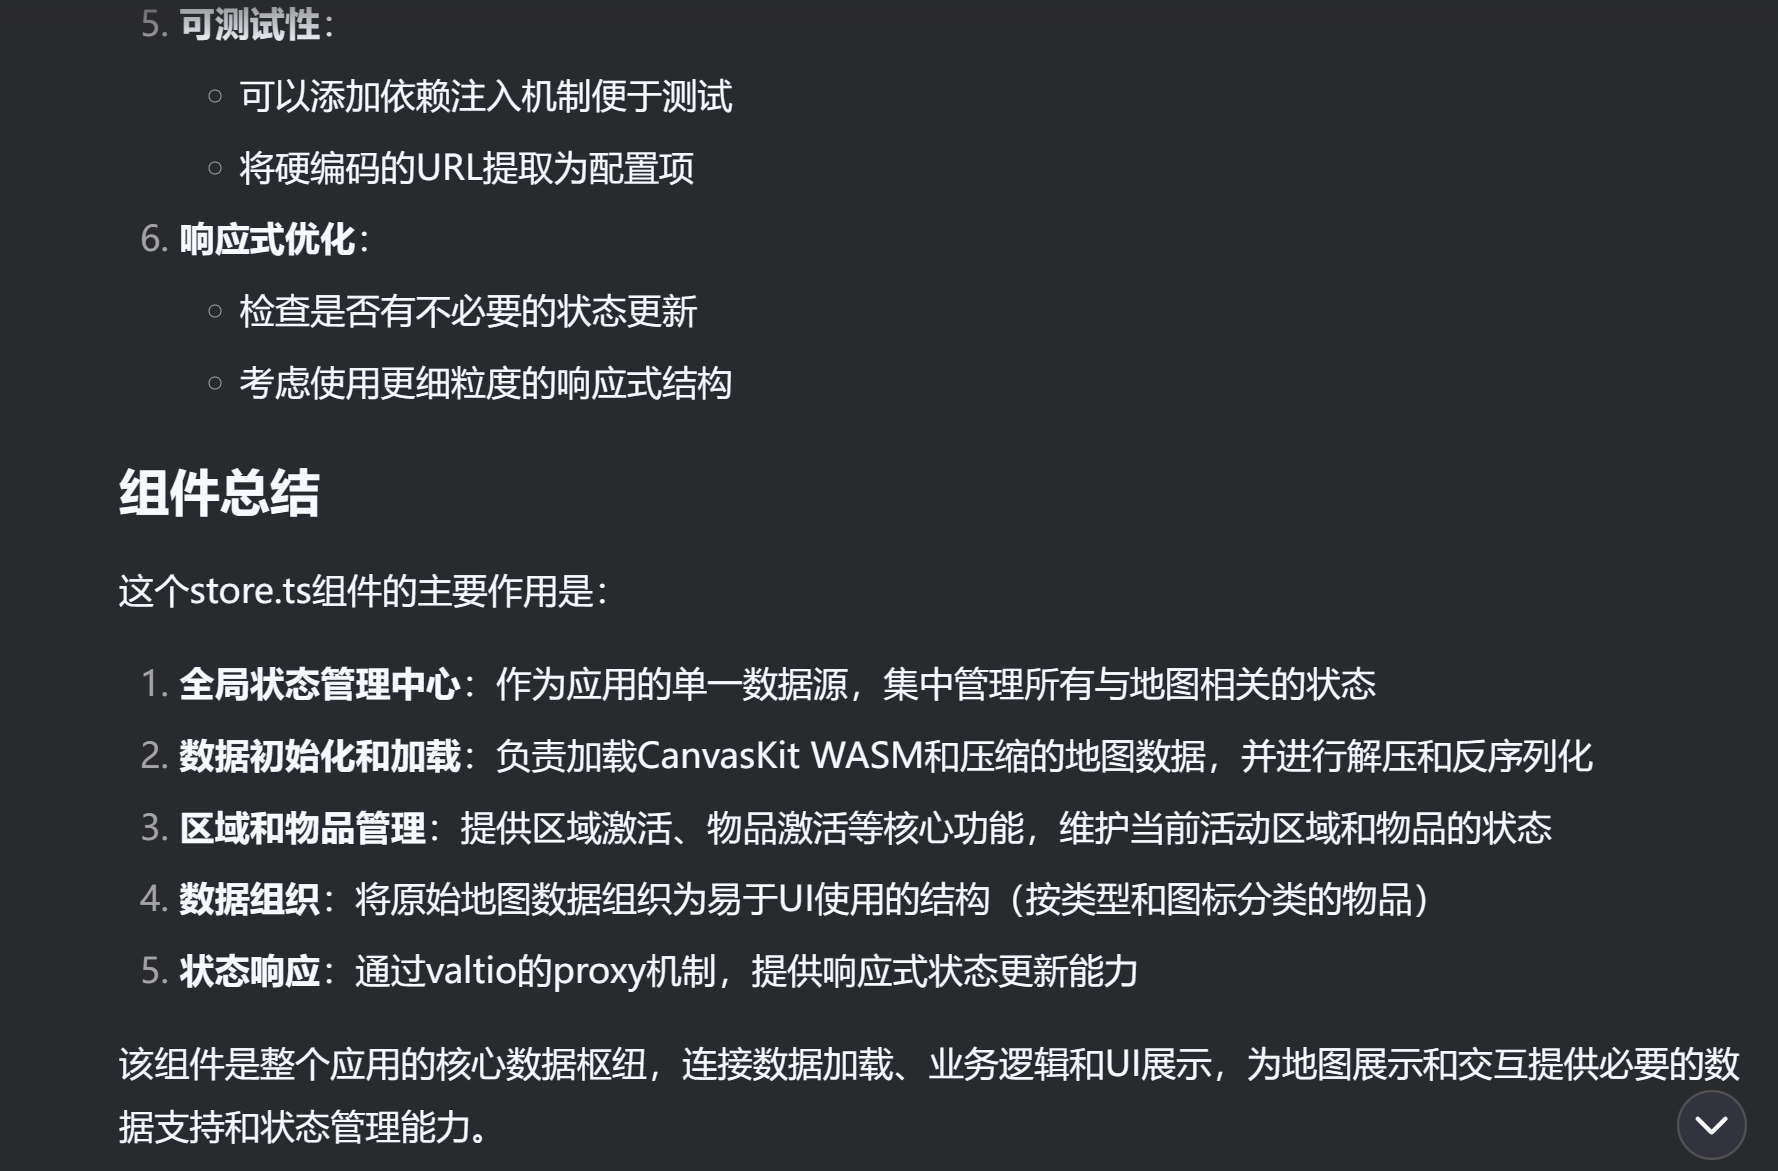 5. 可测试性：
可以添加依赖注入机制便于测试
将硬编码的URL提取为配置项
6. 响应式优化：
检查是否有不必要的状态更新
考虑使用更细粒度的响应式结构
组件总结
这个store.ts组件的主要作用是：
1. 全局状态管理中心：作为应用的单一数据源，集中管理所有与地图相关的状态
2. 数据初始化和加载：负责加载CanvasKit WASM和压缩的地图数据，并进行解压和反序列化
3. 区域和物品管理：提供区域激活、物品激活等核心功能，维护当前活动区域和物品的状态
4. 数据组织：将原始地图数据组织为易于UI使用的结构（按类型和图标分类的物品）
5. 状态响应：通过valtio的proxy机制，提供响应式状态更新能力
该组件是整个应用的核心数据枢纽，连接数据加载、业务逻辑和UI展示，为地图展示和交互提供必要的数
据支持和状态管理能力。